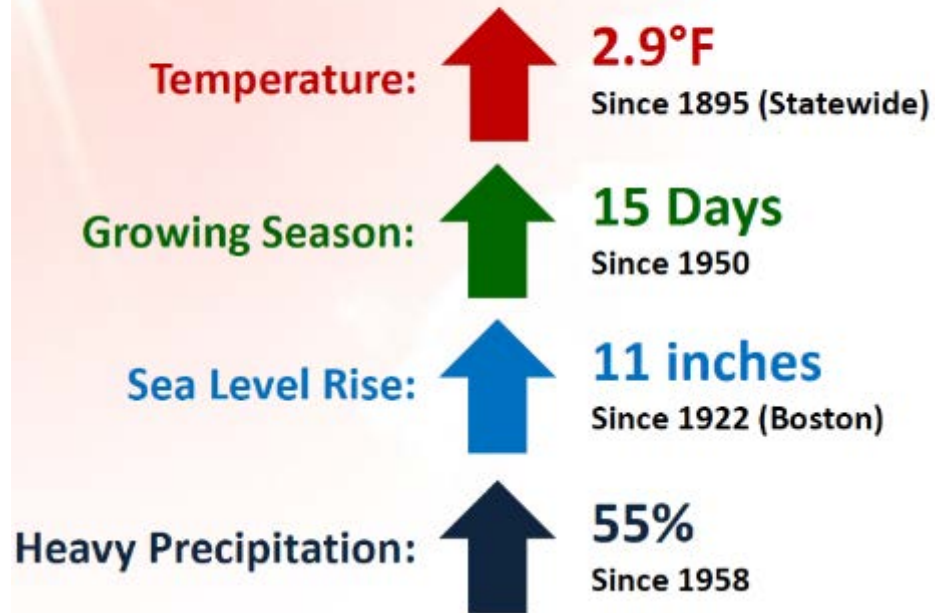 Temperature:
2.9°F
Since 1895 (Statewide)
Growing Season:
15 Days
Since 1950
Sea Level Rise:
11 inches
Since 1922 (Boston)
Heavy Precipitation:
55%
Since 1958